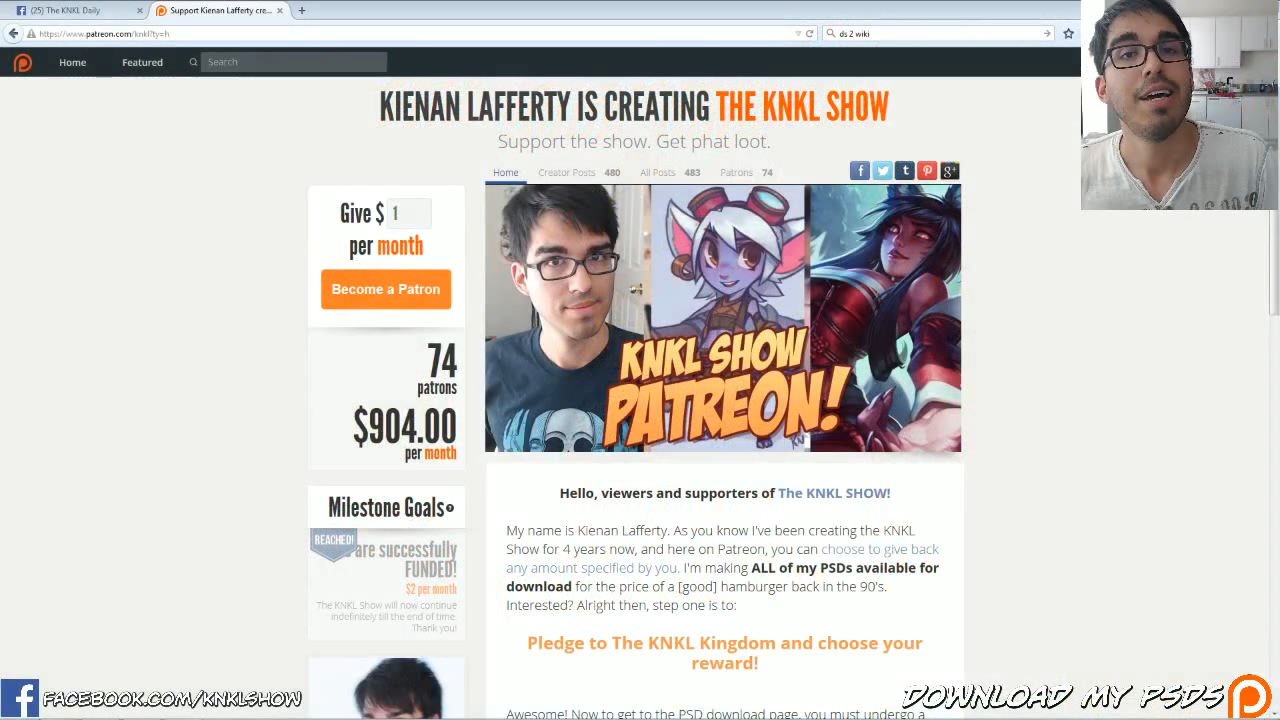 (25) The KNKL Daily
Support Kienan Lafferty cre...
https://www.patreon.com/knkl?ty=h
ds 2 wiki
Home
Featured
Search
KIENAN LAFFERTY IS CREATING THE KNKL SHOW
Support the show. Get phat loot.
Home
Creator Posts 480
All Posts 483
Patrons 74
Give $ 1
per month
Become a Patron
74
patrons
$904.00
per month
Milestone Goals
REACHED!
are successfully
FUNDED!
$2 per month
The KNKL Show will now continue
indefinitely till the end of time.
Thank you!
KNKL SHOW
PATREON!
Hello, viewers and supporters of The KNKL SHOW!
My name is Kienan Lafferty. As you know I've been creating the KNKL
Show for 4 years now, and here on Patreon, you can choose to give back
any amount specified by you. I'm making ALL of my PSDs available for
download for the price of a [good] hamburger back in the 90's.
Interested? Alright then, step one is to:
Pledge to The KNKL Kingdom and choose your
reward!
Awesome! Now to get to the PSD download page, you must undergo a
FACEBOOK.COM/KNKLSHOW
DOWNLOAD MY PSDS